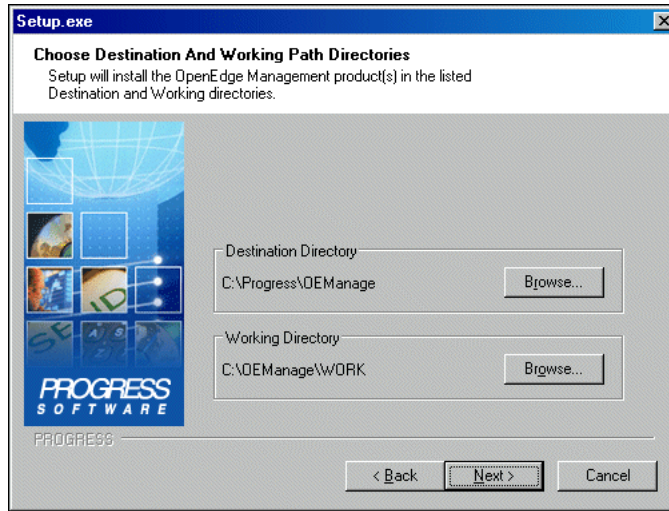 Setup.exe
Choose Destination And Working Path Directories
Setup will install the OpenEdge Management product(s) in the listed
Destination and Working directories.
Destination Directory
C:\Progress\OEManage
Browse...
Working Directory
C:\OEManage\WORK
Browse...
PROGRESS
SOFTWARE
PROGRESS
< Back
Next >
Cancel